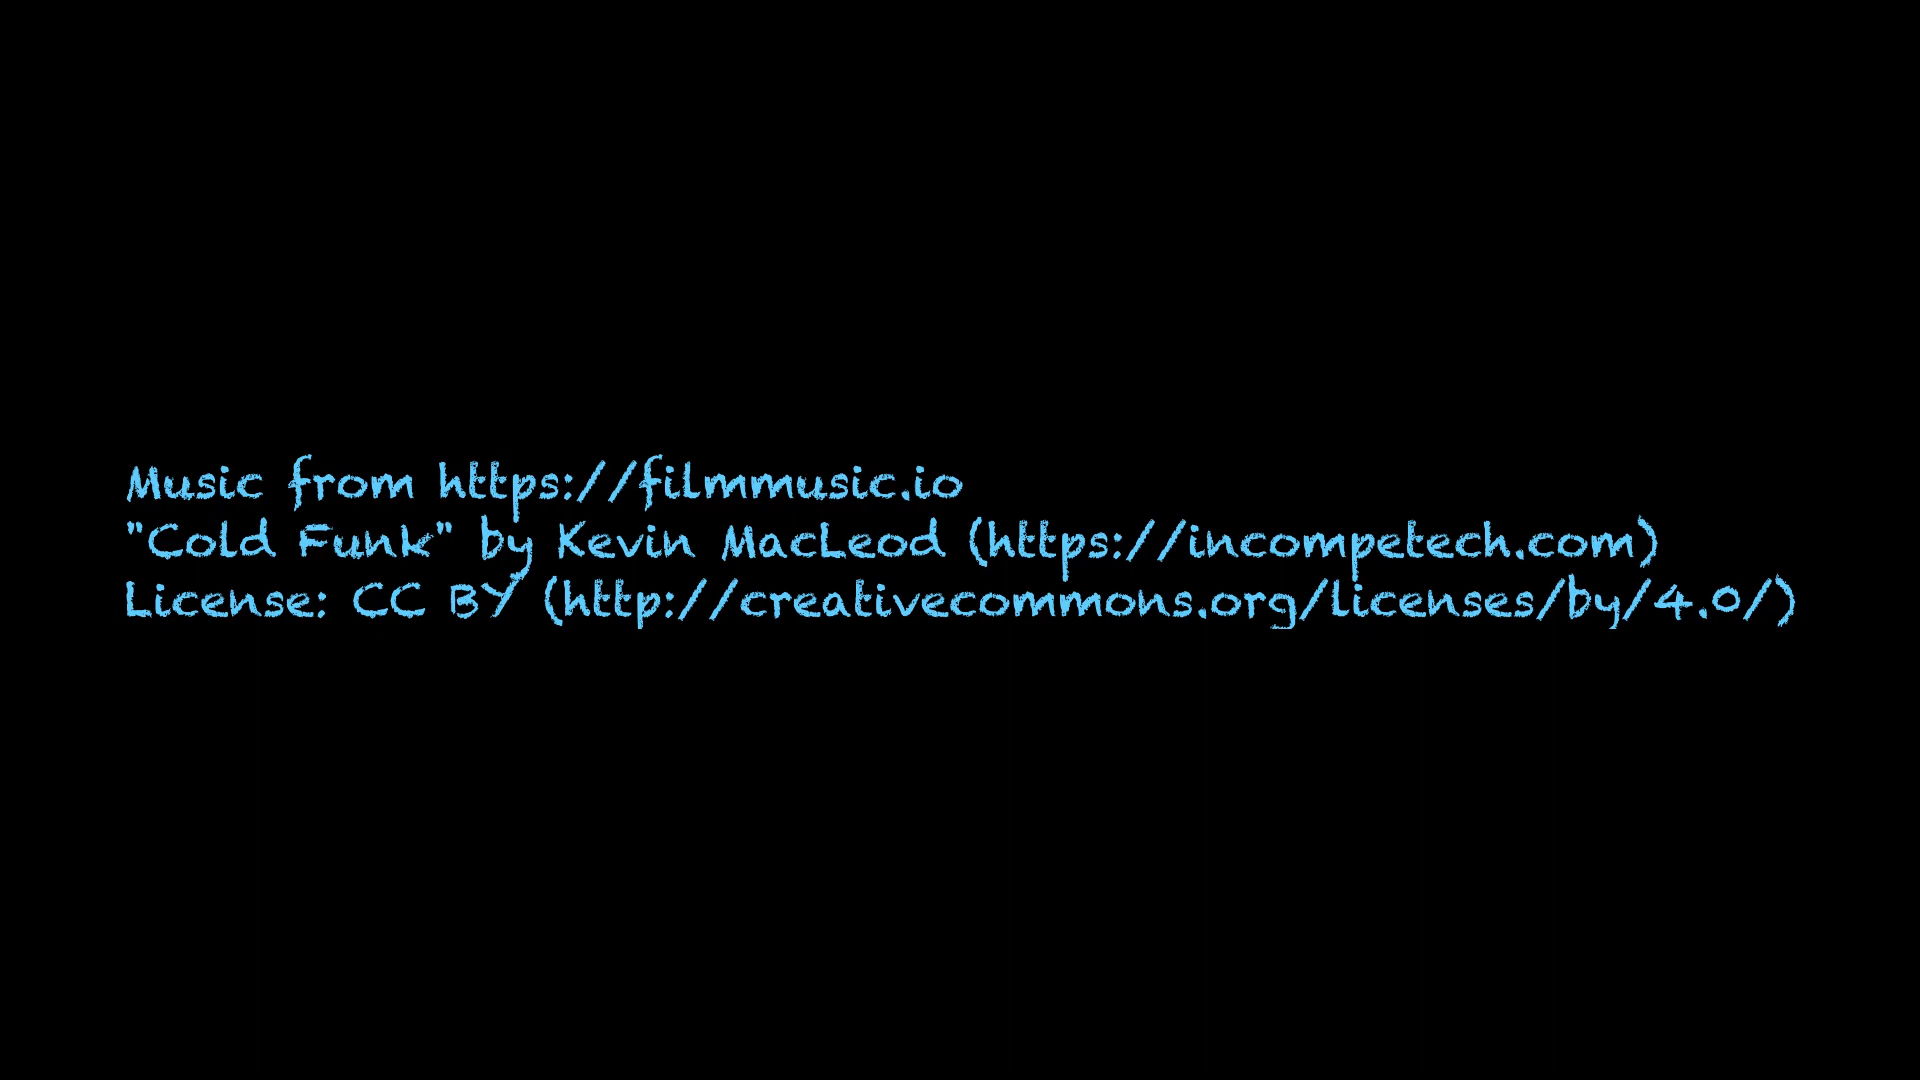 Music from https://filmmusic.io
"Cold Funk" by Kevin MacLeod (https://incompetech.com)
License: CC BY (http://creativecommons.org/licenses/by/4.0/)